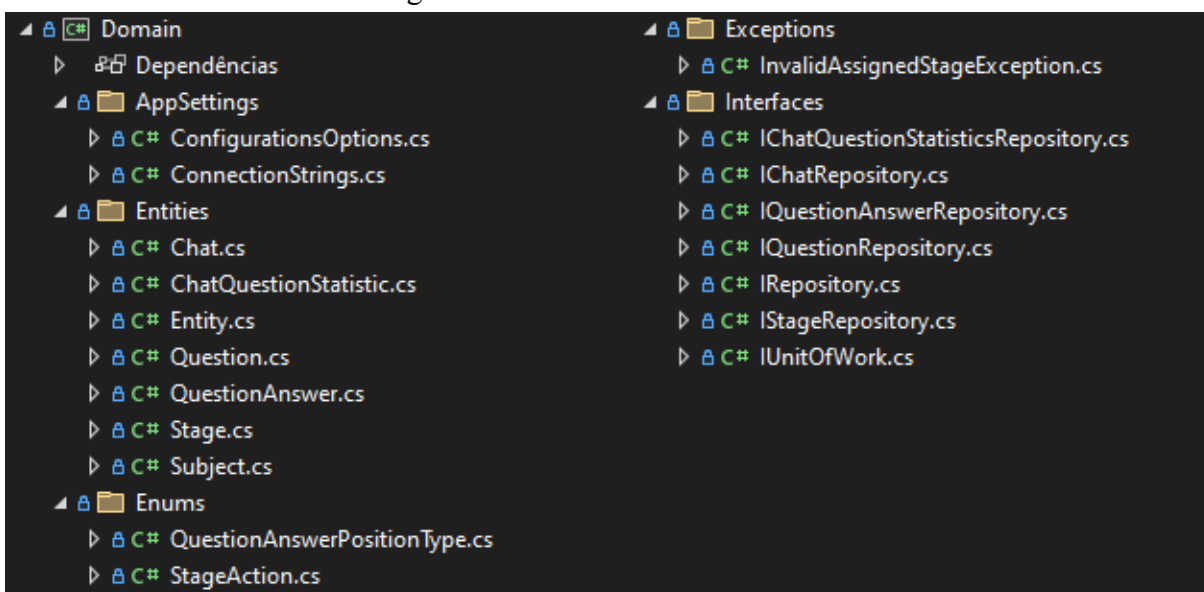 Domain
Dependências
AppSettings
C# ConfigurationsOptions.cs
C# ConnectionStrings.cs
Entities
C# Chat.cs
C# ChatQuestionStatistic.cs
C# Entity.cs
C# Question.cs
C# QuestionAnswer.cs
C# Stage.cs
C# Subject.cs
Enums
C# QuestionAnswerPositionType.cs
C# StageAction.cs
Exceptions
C# InvalidAssignedStageException.cs
Interfaces
C# IChatQuestionStatisticsRepository.cs
C# IChatRepository.cs
C# IQuestionAnswerRepository.cs
C# IQuestionRepository.cs
C# IRepository.cs
C# IStageRepository.cs
C# IUnitOfWork.cs